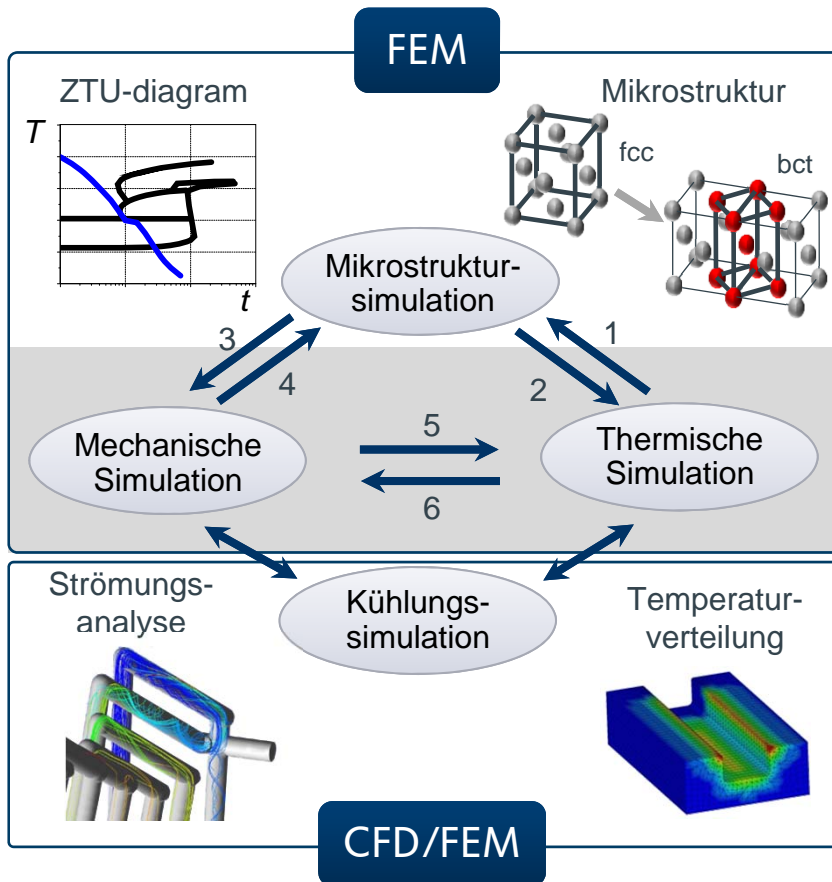 FEM
ZTU-diagram
Mikrostruktur
T
fcc
bct
t
Mikrostruktur-
simulation
3
1
4
2
Mechanische
Simulation
5
Thermische
Simulation
6
Strömungs-
analyse
Kühlungs-
simulation
Temperatur-
verteilung
CFD/FEM